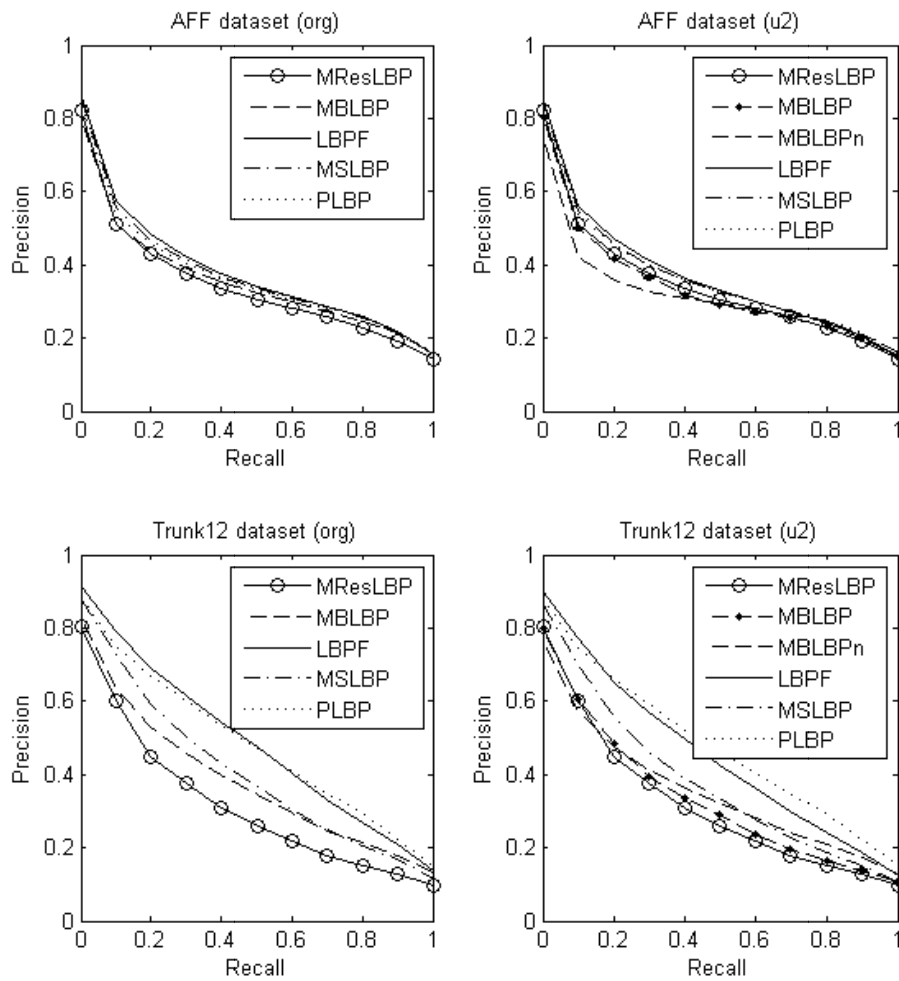 AFF dataset (org)
1
0.8
0.6
0.4
0.2
0
Precision
MResLBP
MBLBP
LBPF
MSLBP
PLBP
0 0.2 0.4 0.6 0.8 1
Recall
AFF dataset (u2)
1
0.8
0.6
0.4
0.2
0
Precision
MResLBP
MBLBP
MBLBPn
LBPF
MSLBP
PLBP
0 0.2 0.4 0.6 0.8 1
Recall
Trunk12 dataset (org)
1
0.8
0.6
0.4
0.2
0
Precision
MResLBP
MBLBP
LBPF
MSLBP
PLBP
0 0.2 0.4 0.6 0.8 1
Recall
Trunk12 dataset (u2)
1
0.8
0.6
0.4
0.2
0
Precision
MResLBP
MBLBP
MBLBPn
LBPF
MSLBP
PLBP
0 0.2 0.4 0.6 0.8 1
Recall